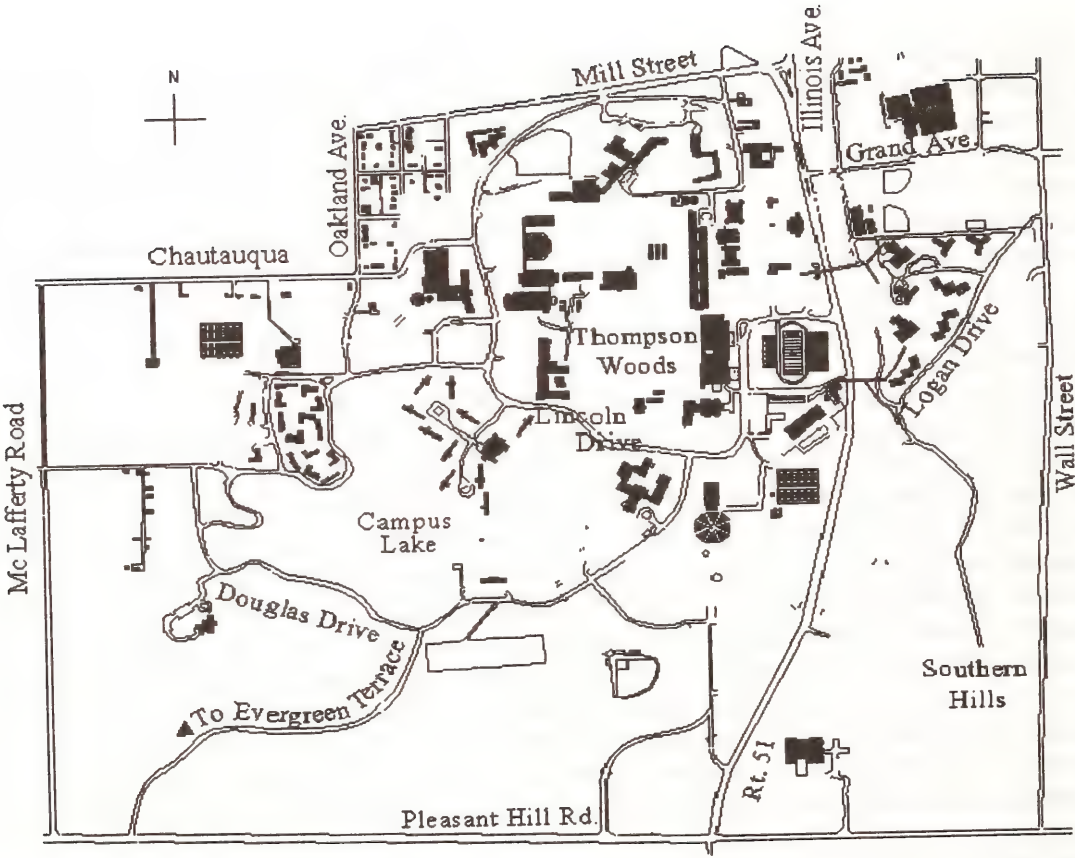 Mill Street
Illinois Ave.
N
Oakland Ave.
Grand Ave
Chautauqua
Thompson
Woods
Logan Drive
Mc Lafferty Road
Lincoln
Drive
Wall Street
Campus
Lake
Douglas Drive
To Evergreen Terrace
Southern
Hills
Rt. 51
Pleasant Hill Rd.